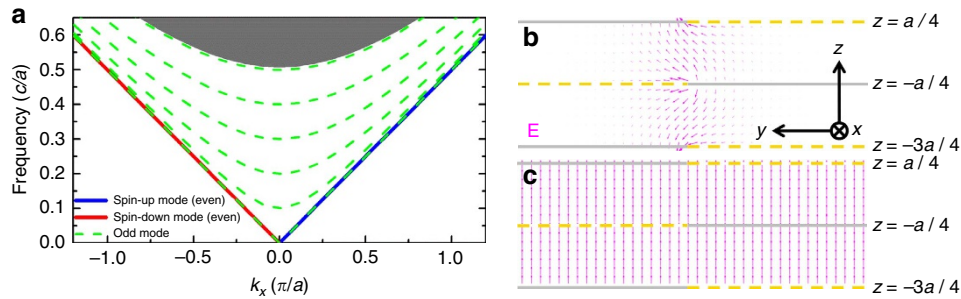 a
Frequency (c/a)
0.6
0.5
0.4
0.3
0.2
0.1
0.0
Spin-up mode (even)
Spin-down mode (even)
Odd mode
−1.0
−0.5
0.0
0.5
1.0
kx (π/a)
b
z = a / 4
z
z = −a / 4
E
y
x
z = −3a / 4
c
z = a / 4
z = −a / 4
z = −3a / 4